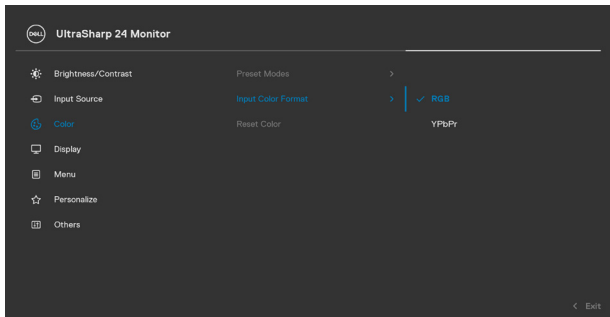 DELL UltraSharp 24 Monitor
Brightness/Contrast Preset Modes >
Input Source Input Color Format > ✓ RGB
Color Reset Color YPbPr
Display
Menu
Personalize
Others
< Exit